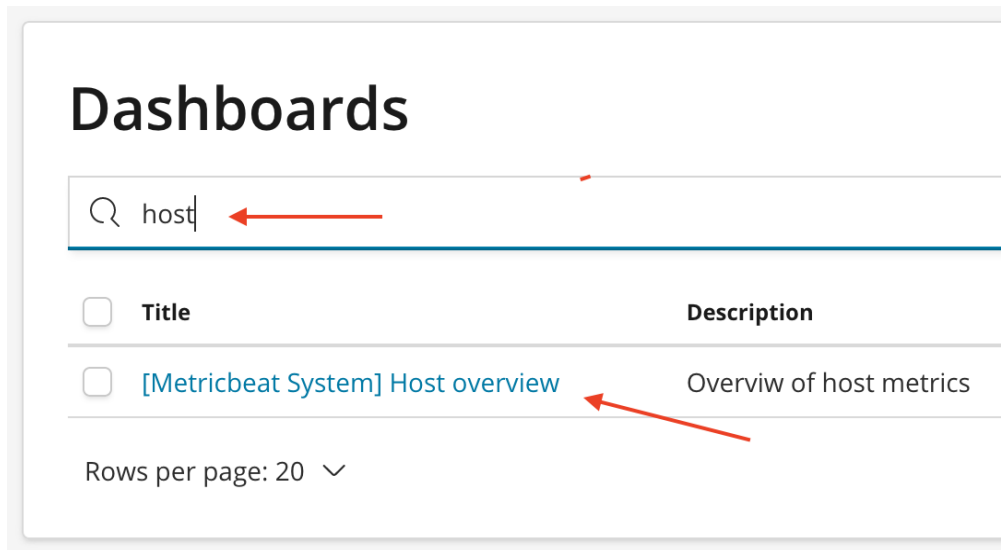 Dashboards
host
Title Description
[Metricbeat System] Host overview Overviw of host metrics
Rows per page: 20